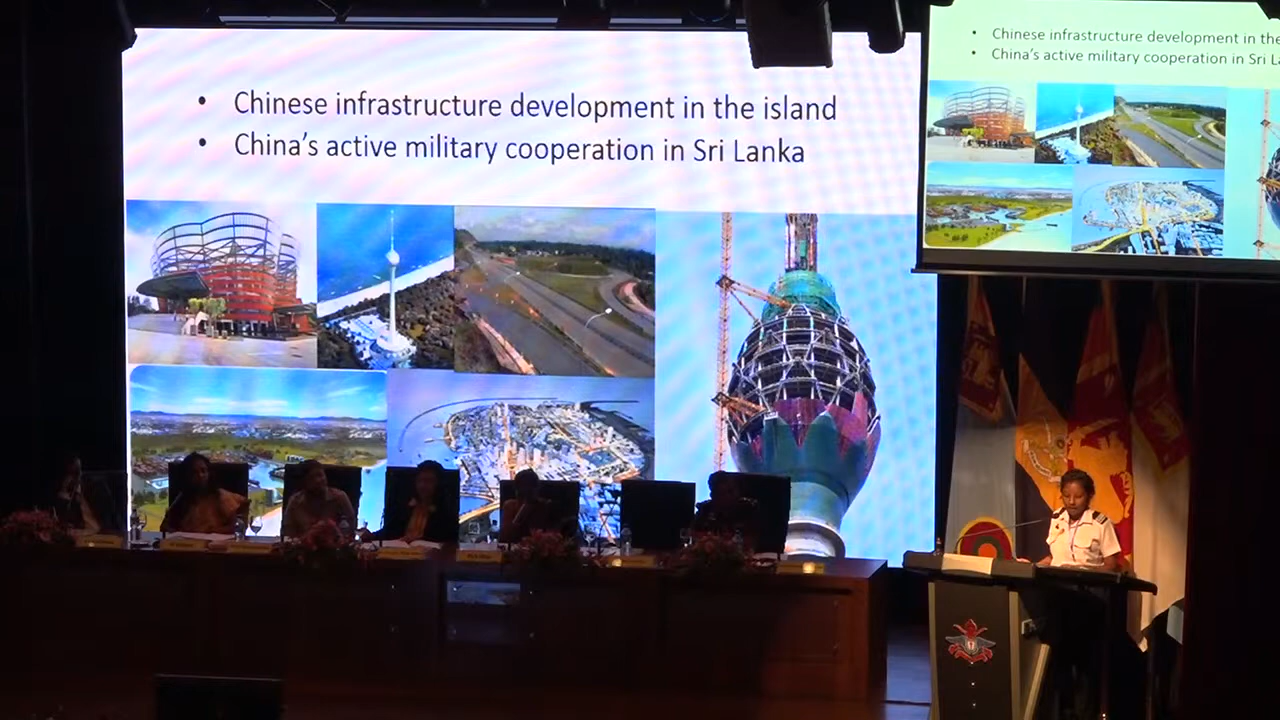 • Chinese infrastructure development in the island
• China's active military cooperation in Sri Lanka
• Chinese infrastructure development in the
• China's active military cooperation in Sri La